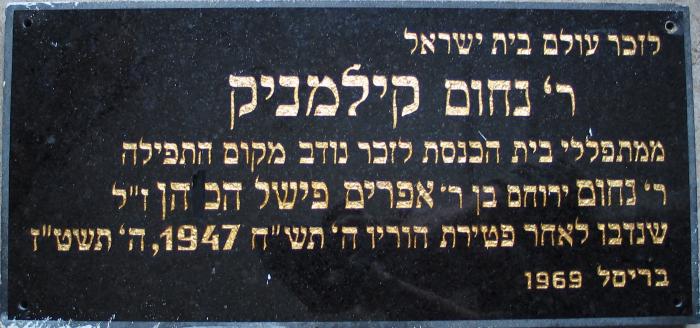 לזכר עולם בית ישראל
ר׳ נחום קילמניק
ממתפללי בית הכנסת לזכר נודב מקום התפילה
ר׳ נחום ירוחם בן ר׳ אפרים פישל הכ הן ז"ל
שנדבו לאחר פטירת הוריו ה׳ תש"ח 1947, ה׳ תשט"ז
בריסל 1969